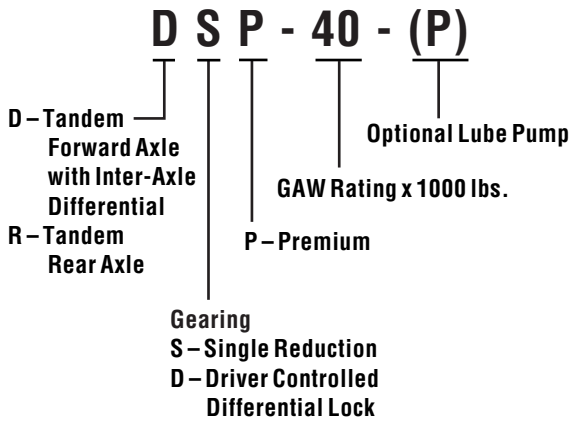 D S P - 40 - (P)
D – Tandem
Forward Axle
with Inter-Axle
Differential
R – Tandem
Rear Axle
Optional Lube Pump
GAW Rating x 1000 lbs.
P – Premium
Gearing
S – Single Reduction
D – Driver Controlled
Differential Lock